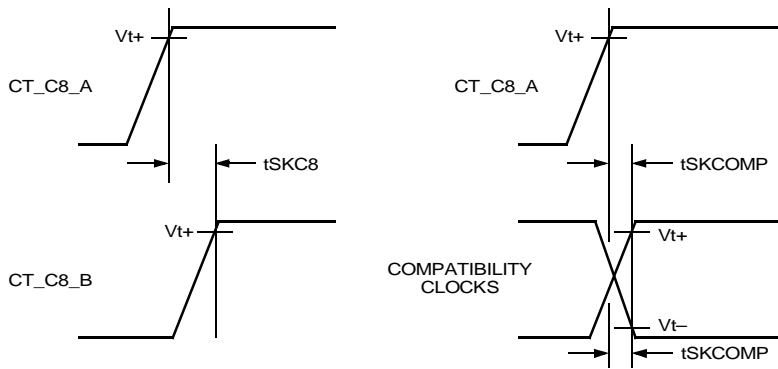 Vt+
CT_C8_A
tSKC8
Vt+
CT_C8_B
Vt+
CT_C8_A
tSKCOMP
Vt+
COMPATIBILITY
CLOCKS
Vt–
tSKCOMP